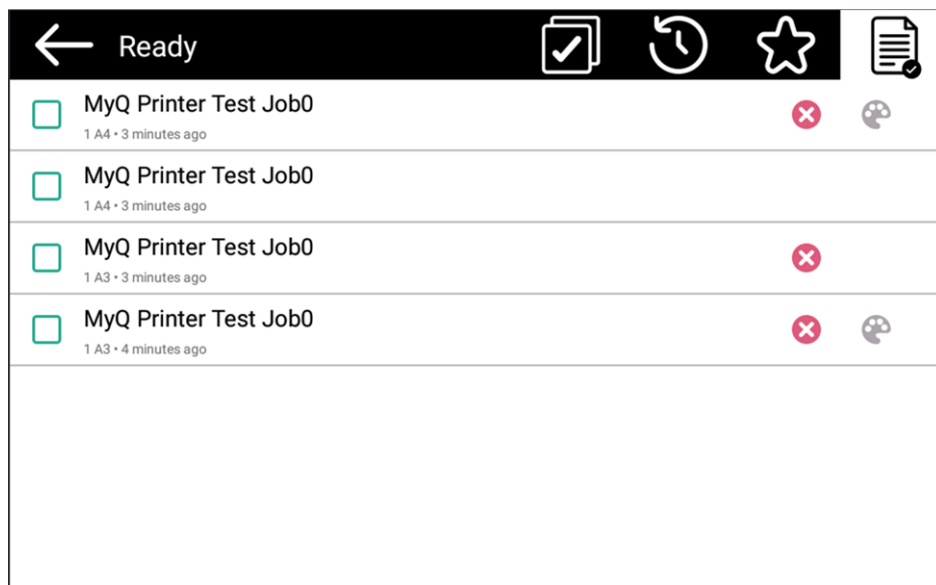 Ready
MyQ Printer Test Job0
1 A4 • 3 minutes ago
MyQ Printer Test Job0
1 A4 • 3 minutes ago
MyQ Printer Test Job0
1 A3 • 3 minutes ago
MyQ Printer Test Job0
1 A3 • 4 minutes ago